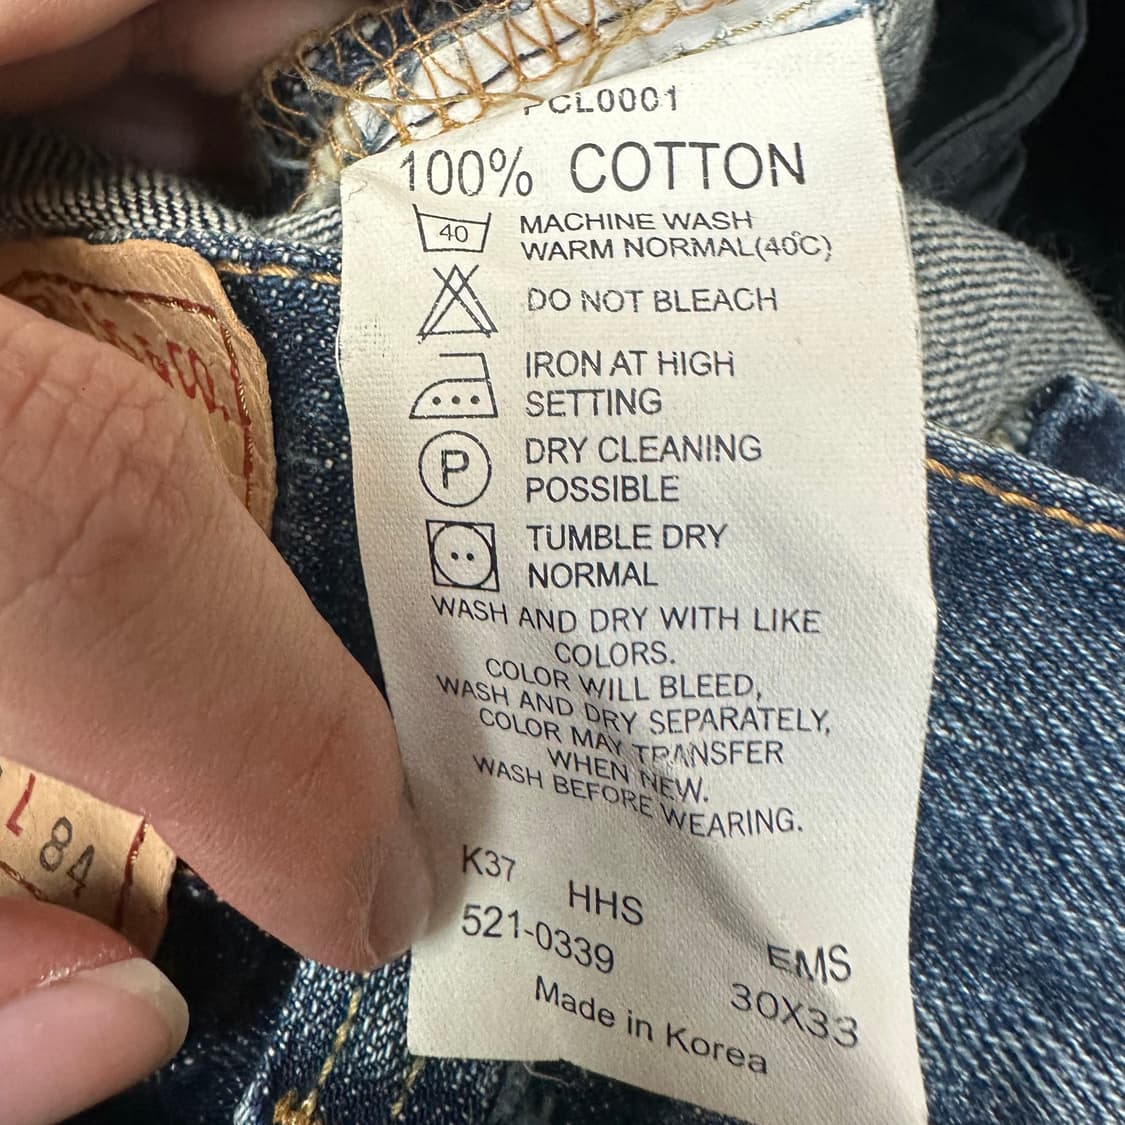 PCL0001
100% COTTON
40
MACHINE WASH
WARM NORMAL(40°C)
DO NOT BLEACH
IRON AT HIGH
SETTING
P
DRY CLEANING
POSSIBLE
TUMBLE DRY
NORMAL
WASH AND DRY WITH LIKE
COLORS.
COLOR WILL BLEED,
WASH AND DRY SEPARATELY,
COLOR MAY TRANSFER
WHEN NEW.
WASH BEFORE WEARING.
K37
HHS
521-0339
EMS
30X33
Made in Korea
&CO.
L
84